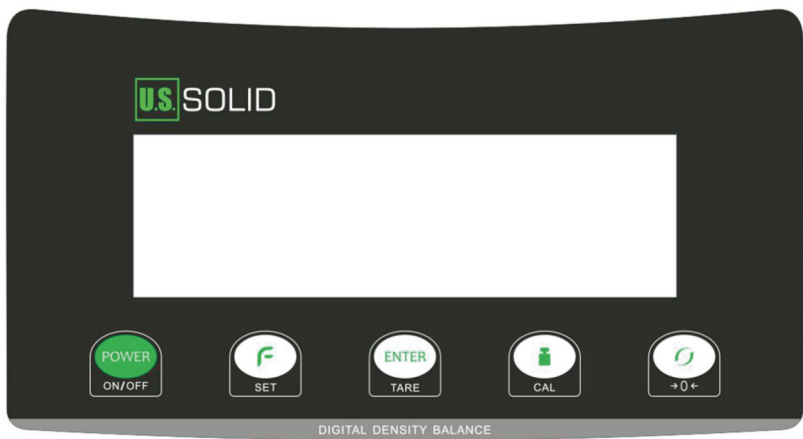 U.S. SOLID
POWER
ON/OFF
F
SET
ENTER
TARE
CAL
→0←
DIGITAL DENSITY BALANCE